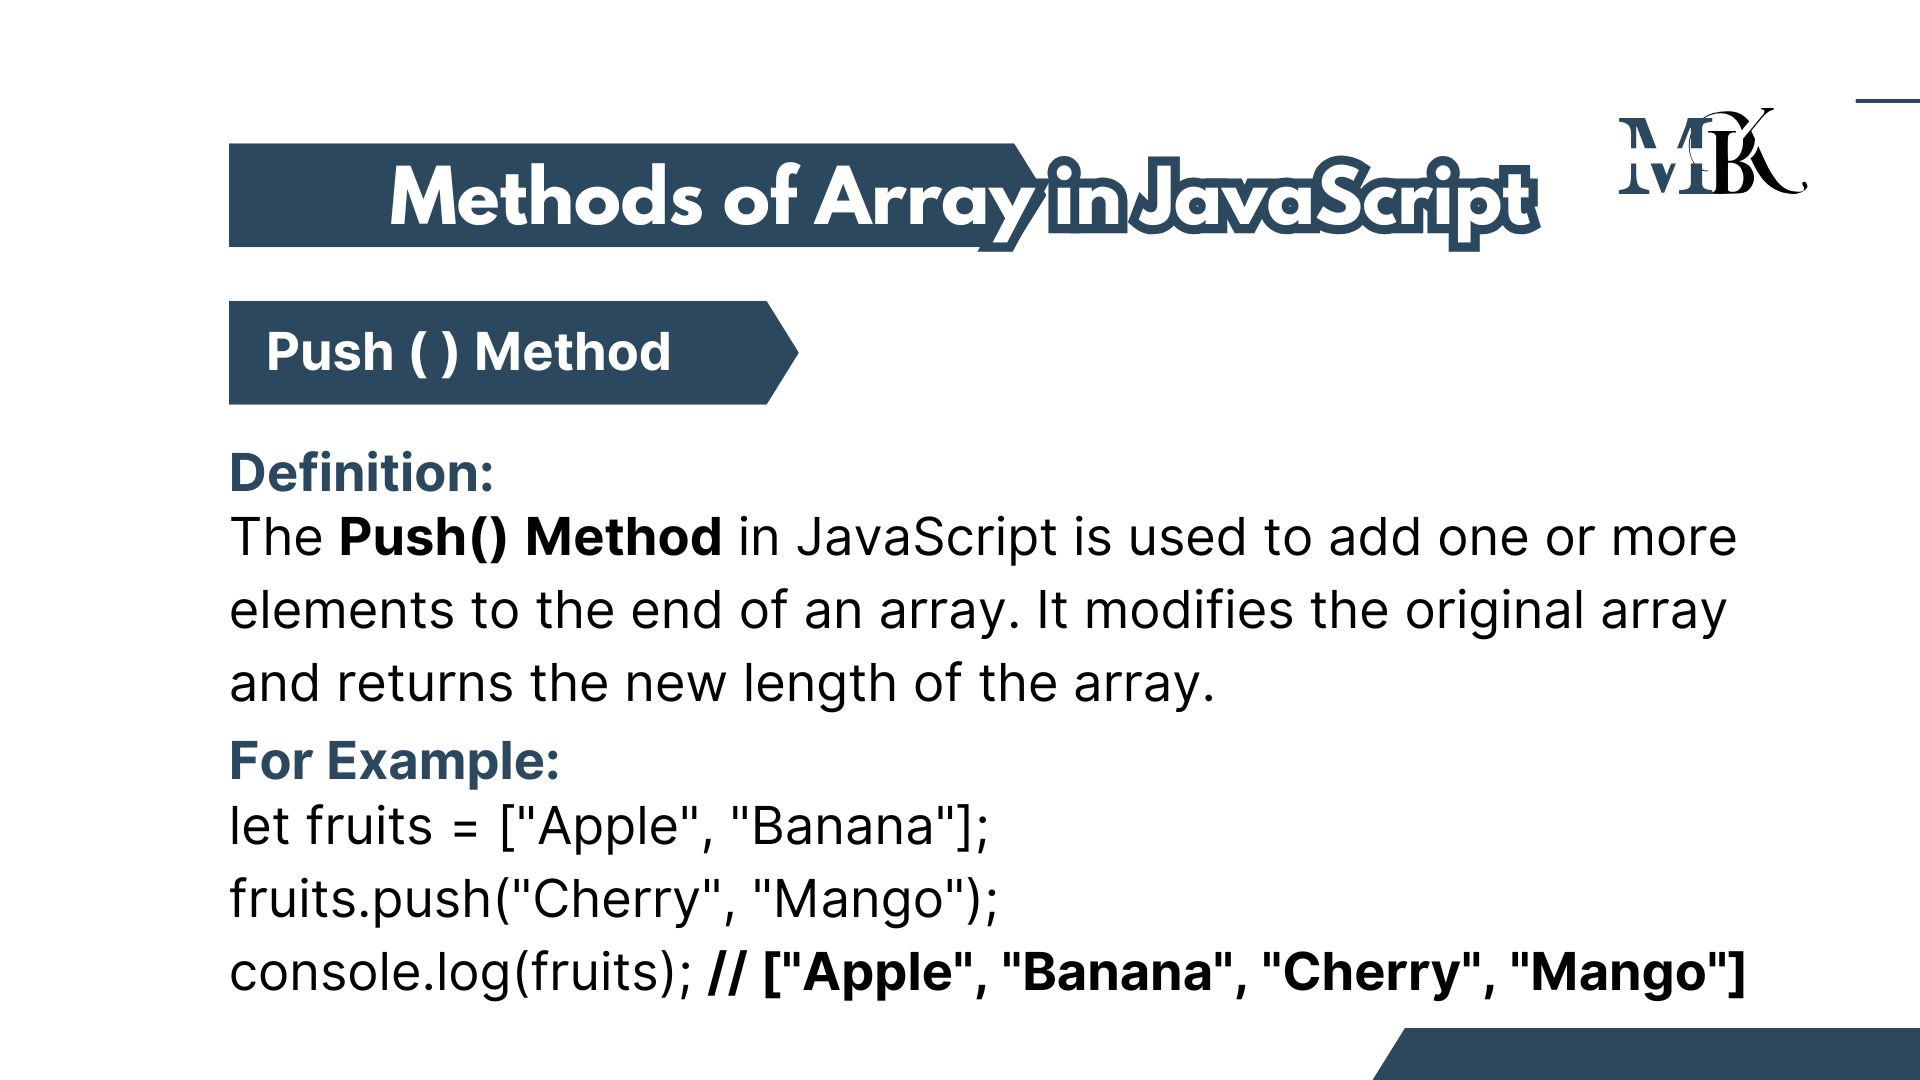 Methods of Array in JavaScript
MBK
Push ( ) Method
Definition:
The Push() Method in JavaScript is used to add one or more
elements to the end of an array. It modifies the original array
and returns the new length of the array.
For Example:
let fruits = ["Apple", "Banana"];
fruits.push("Cherry", "Mango");
console.log(fruits); // ["Apple", "Banana", "Cherry", "Mango"]